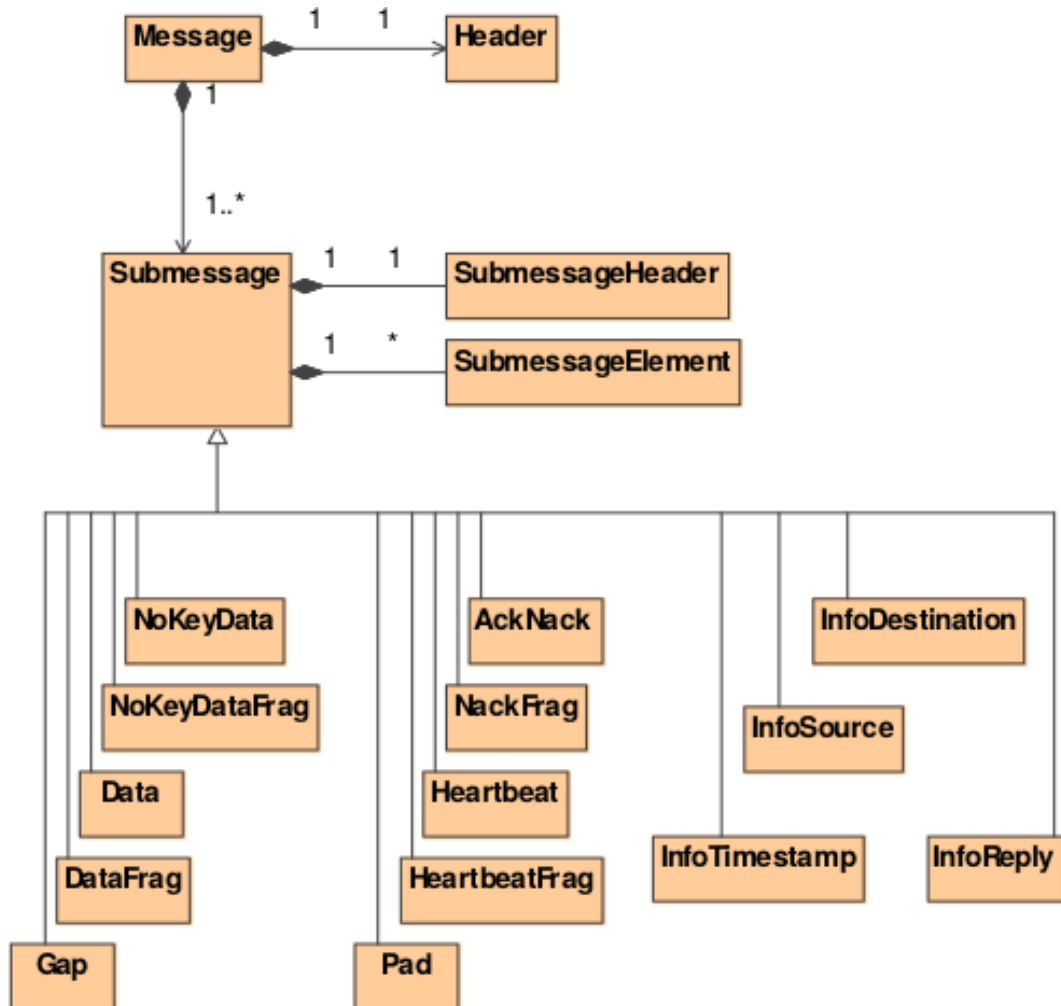 Message
1
1
Header
1
1..*
Submessage
1
1
SubmessageHeader
1
*
SubmessageElement
NoKeyData
AckNack
InfoDestination
NoKeyDataFrag
NackFrag
InfoSource
Data
Heartbeat
InfoTimestamp
InfoReply
DataFrag
HeartbeatFrag
Gap
Pad